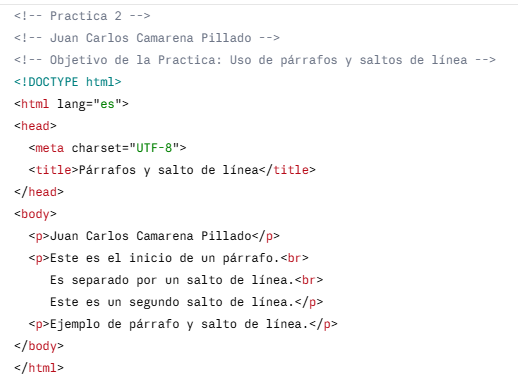 <!-- Practica 2 -->
<!-- Juan Carlos Camarena Pillado -->
<!-- Objetivo de la Practica: Uso de párrafos y saltos de línea -->
<!DOCTYPE html>
<html lang="es">
<head>
  <meta charset="UTF-8">
  <title>Párrafos y salto de línea</title>
</head>
<body>
  <p>Juan Carlos Camarena Pillado</p>
  <p>Este es el inicio de un párrafo.<br>
     Es separado por un salto de línea.<br>
     Este es un segundo salto de línea.</p>
  <p>Ejemplo de párrafo y salto de línea.</p>
</body>
</html>